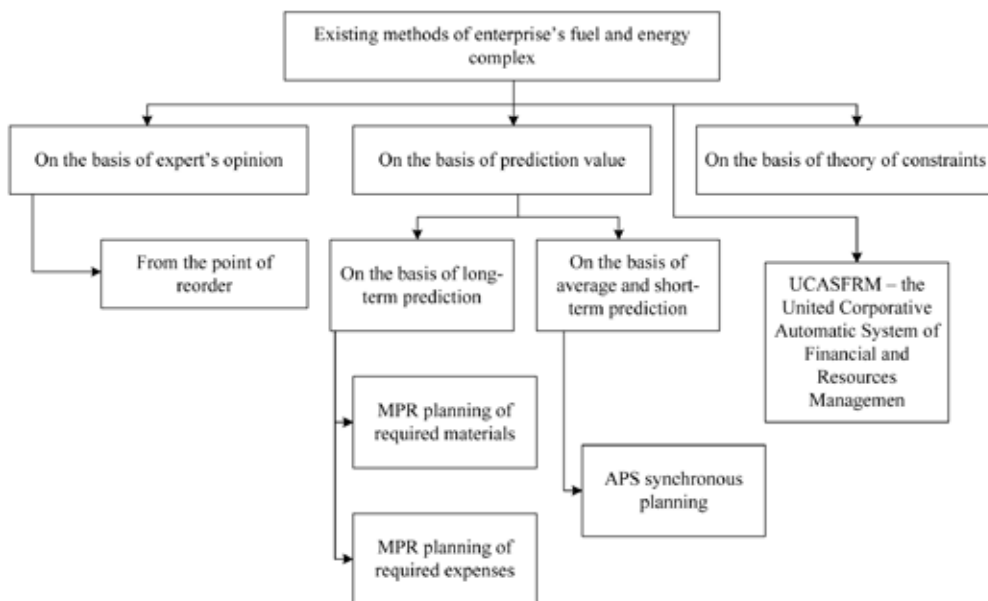 Existing methods of enterprise's fuel and energy
complex
On the basis of expert's opinion
On the basis of prediction value
On the basis of theory of constraints
From the point of
reorder
On the basis of long-
term prediction
On the basis of
average and short-
term prediction
UCASFRM – the
United Corporative
Automatic System of
Financial and
Resources
Managemen
MPR planning of
required materials
APS synchronous
planning
MPR planning of
required expenses